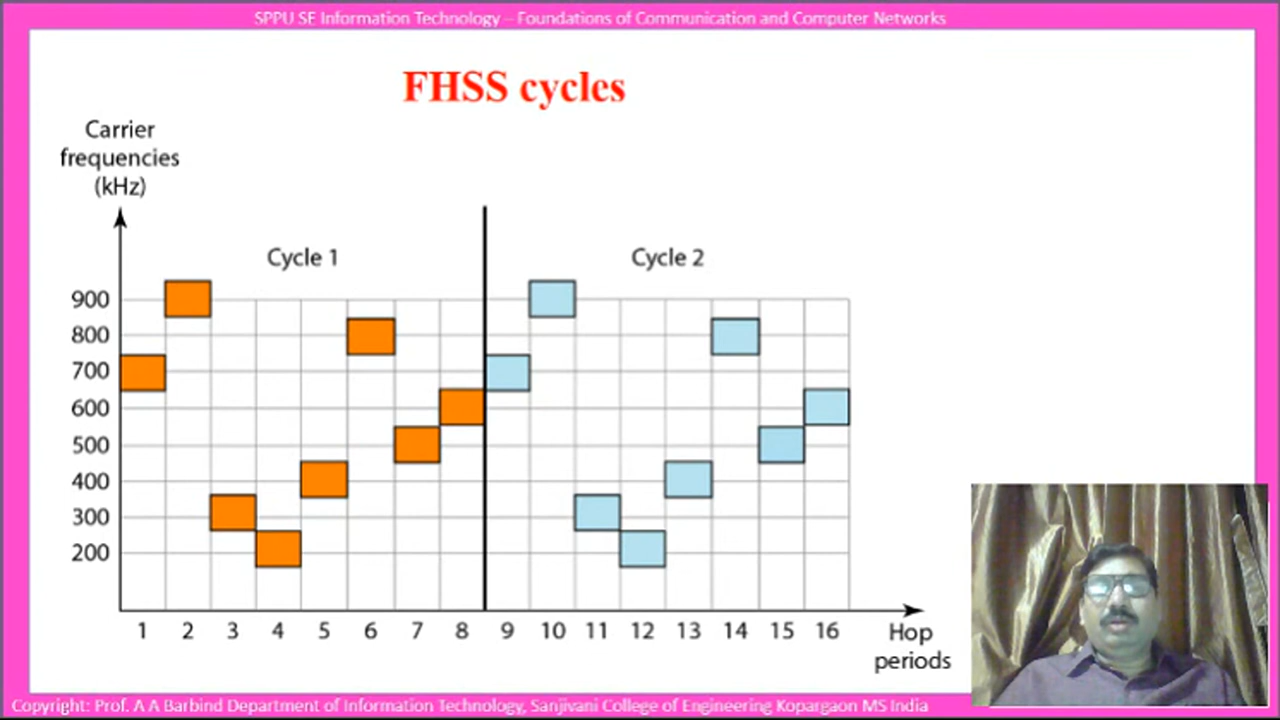 SPPU SE Information Technology – Foundations of Communication and Computer Networks
FHSS cycles
Carrier
frequencies
(kHz)
Cycle 1
Cycle 2
900
800
700
600
500
400
300
200
1 2 3 4 5 6 7 8 9 10 11 12 13 14 15 16
Hop
periods
Copyright: Prof. A A Barbind Department of Information Technology, Sanjivani College of Engineering Kopargaon MS India